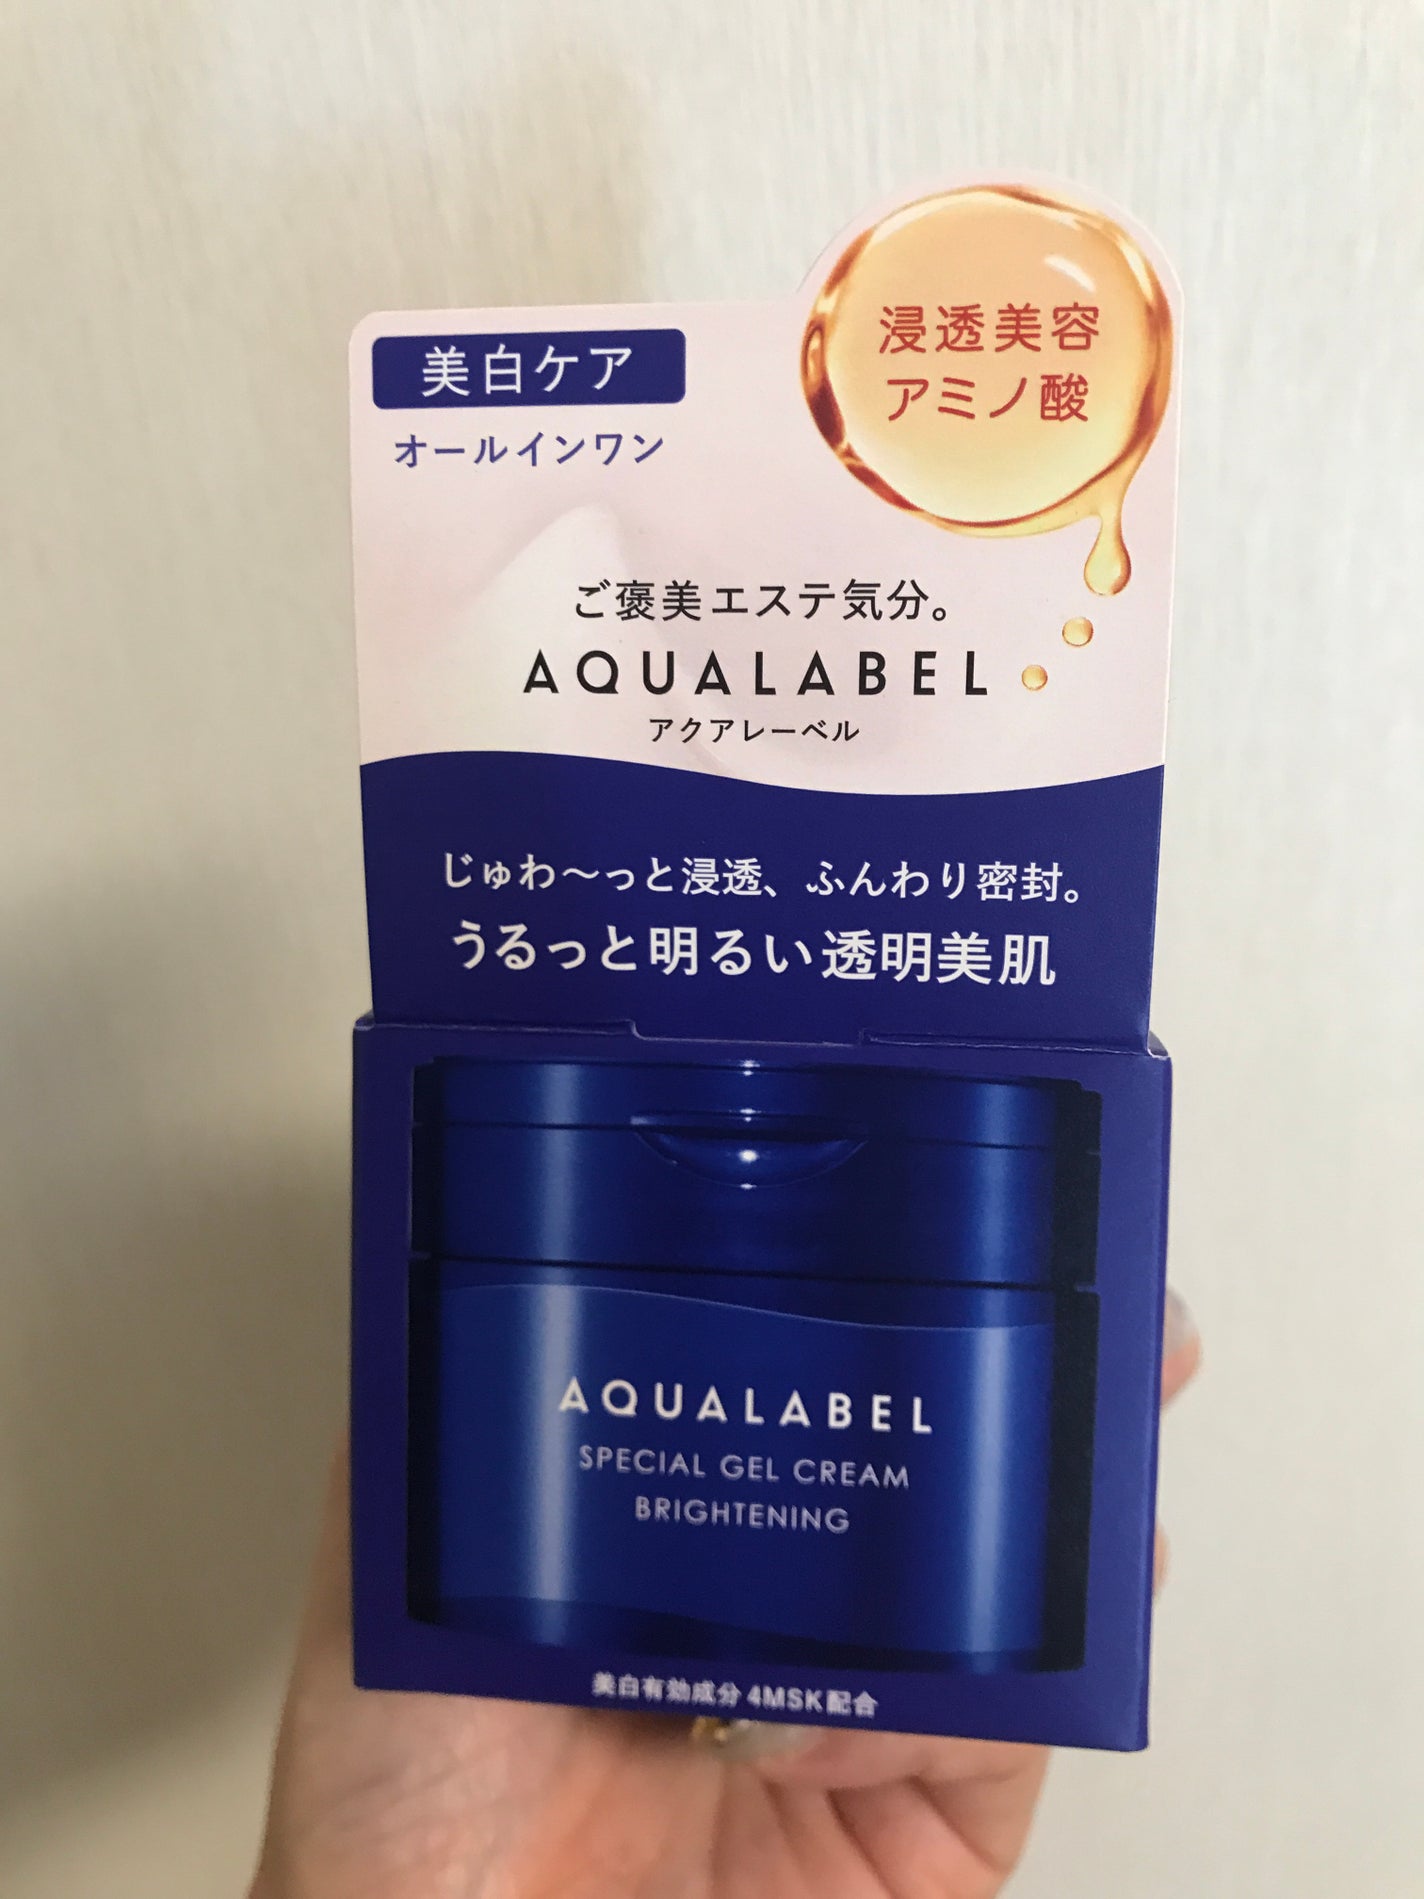 美白ケア
オールインワン
浸透美容
アミノ酸
ご褒美エステ気分。
AQUALABEL
アクアレーベル
じゅわ～っと浸透、ふんわり密封。
うるっと明るい透明美肌
AQUALABEL
SPECIAL GEL CREAM
BRIGHTENING
美白有効成分 4MSK配合